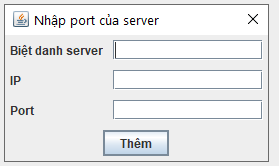 Nhập port của server
Biệt danh server
IP
Port
Thêm